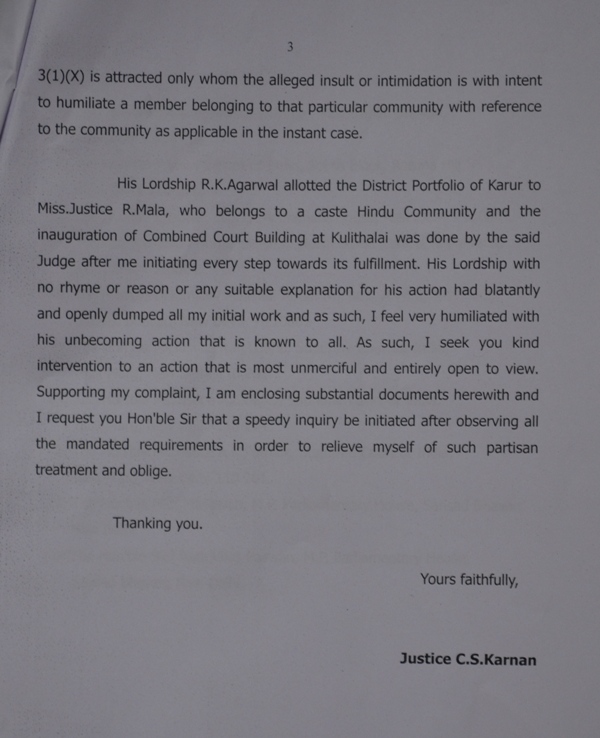 3
3(1)(X) is attracted only whom the alleged insult or intimidation is with intent
to humiliate a member belonging to that particular community with reference
to the community as applicable in the instant case.
His Lordship R.K.Agarwal allotted the District Portfolio of Karur to
Miss.Justice R.Mala, who belongs to a caste Hindu Community and the
inauguration of Combined Court Building at Kulithalai was done by the said
Judge after me initiating every step towards its fulfillment. His Lordship with
no rhyme or reason or any suitable explanation for his action had blatantly
and openly dumped all my initial work and as such, I feel very humiliated with
his unbecoming action that is known to all. As such, I seek you kind
intervention to an action that is most unmerciful and entirely open to view.
Supporting my complaint, I am enclosing substantial documents herewith and
I request you Hon'ble Sir that a speedy inquiry be initiated after observing all
the mandated requirements in order to relieve myself of such partisan
treatment and oblige.
Thanking you.
Yours faithfully,
Justice C.S.Karnan